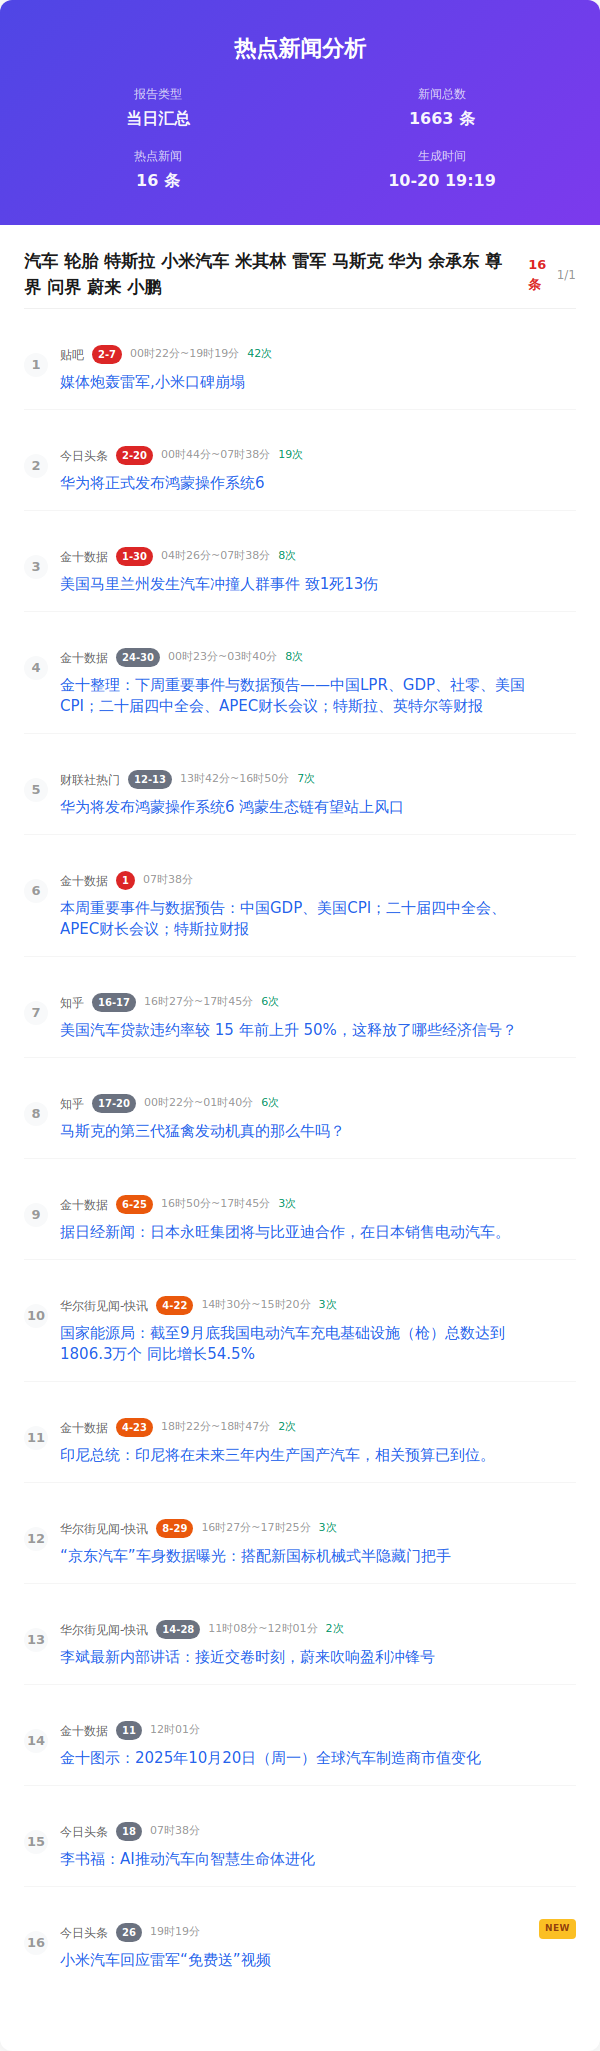 热点新闻分析
报告类型
新闻总数
当日汇总
1663 条
热点新闻
生成时间
16 条
10-20 19:19
汽车 轮胎 特斯拉 小米汽车 米其林 雷军 马斯克 华为 余承东 尊
界 问界 蔚来 小鹏
16
条
1/1
1
贴吧 2-7 00时22分~19时19分 42次
媒体炮轰雷军,小米口碑崩塌
2
今日头条 2-20 00时44分~07时38分 19次
华为将正式发布鸿蒙操作系统6
3
金十数据 1-30 04时26分~07时38分 8次
美国马里兰州发生汽车冲撞人群事件 致1死13伤
4
金十数据 24-30 00时23分~03时40分 8次
金十整理：下周重要事件与数据预告——中国LPR、GDP、社零、美国
CPI；二十届四中全会、APEC财长会议；特斯拉、英特尔等财报
5
财联社热门 12-13 13时42分~16时50分 7次
华为将发布鸿蒙操作系统6 鸿蒙生态链有望站上风口
6
金十数据 1 07时38分
本周重要事件与数据预告：中国GDP、美国CPI；二十届四中全会、
APEC财长会议；特斯拉财报
7
知乎 16-17 16时27分~17时45分 6次
美国汽车贷款违约率较 15 年前上升 50%，这释放了哪些经济信号？
8
知乎 17-20 00时22分~01时40分 6次
马斯克的第三代猛禽发动机真的那么牛吗？
9
金十数据 6-25 16时50分~17时45分 3次
据日经新闻：日本永旺集团将与比亚迪合作，在日本销售电动汽车。
10
华尔街见闻-快讯 4-22 14时30分~15时20分 3次
国家能源局：截至9月底我国电动汽车充电基础设施（枪）总数达到
1806.3万个 同比增长54.5%
11
金十数据 4-23 18时22分~18时47分 2次
印尼总统：印尼将在未来三年内生产国产汽车，相关预算已到位。
12
华尔街见闻-快讯 8-29 16时27分~17时25分 3次
“京东汽车”车身数据曝光：搭配新国标机械式半隐藏门把手
13
华尔街见闻-快讯 14-28 11时08分~12时01分 2次
李斌最新内部讲话：接近交卷时刻，蔚来吹响盈利冲锋号
14
金十数据 11 12时01分
金十图示：2025年10月20日（周一）全球汽车制造商市值变化
15
今日头条 18 07时38分
李书福：AI推动汽车向智慧生命体进化
16
今日头条 26 19时19分
NEW
小米汽车回应雷军“免费送”视频